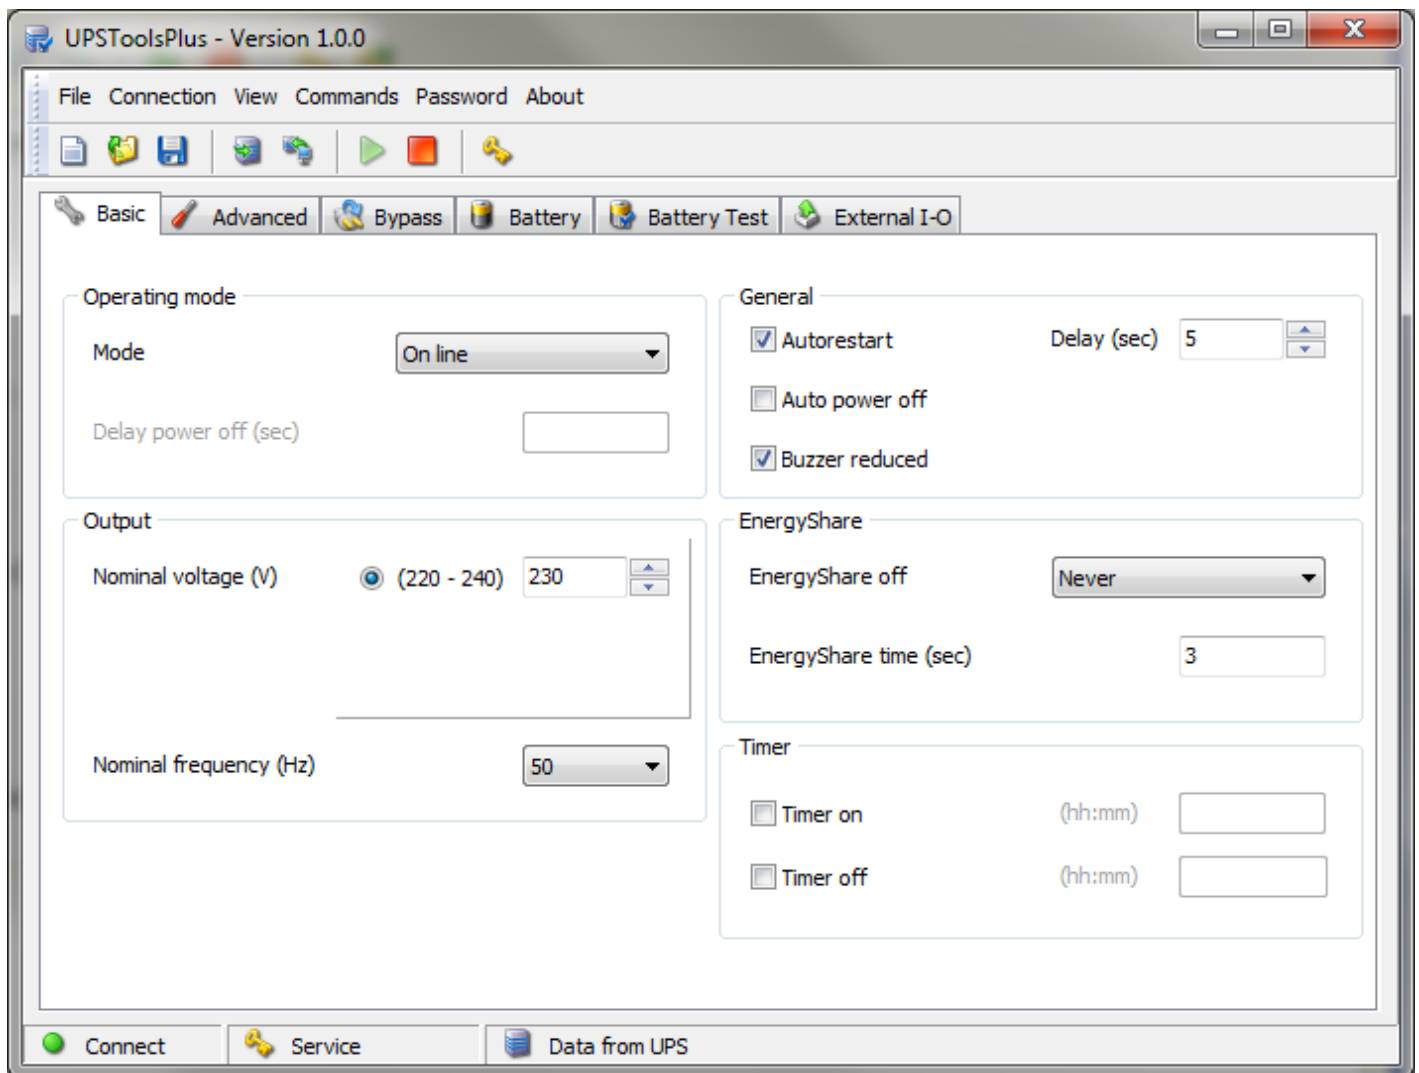 UPSToolsPlus - Version 1.0.0
File Connection View Commands Password About
Basic Advanced Bypass Battery Battery Test External I-O
Operating mode
Mode On line
Delay power off (sec)
General
Autorestart Delay (sec) 5
Auto power off
Buzzer reduced
Output
Nominal voltage (V) (220 - 240) 230
Nominal frequency (Hz) 50
EnergyShare
EnergyShare off Never
EnergyShare time (sec) 3
Timer
Timer on (hh:mm)
Timer off (hh:mm)
Connect Service Data from UPS